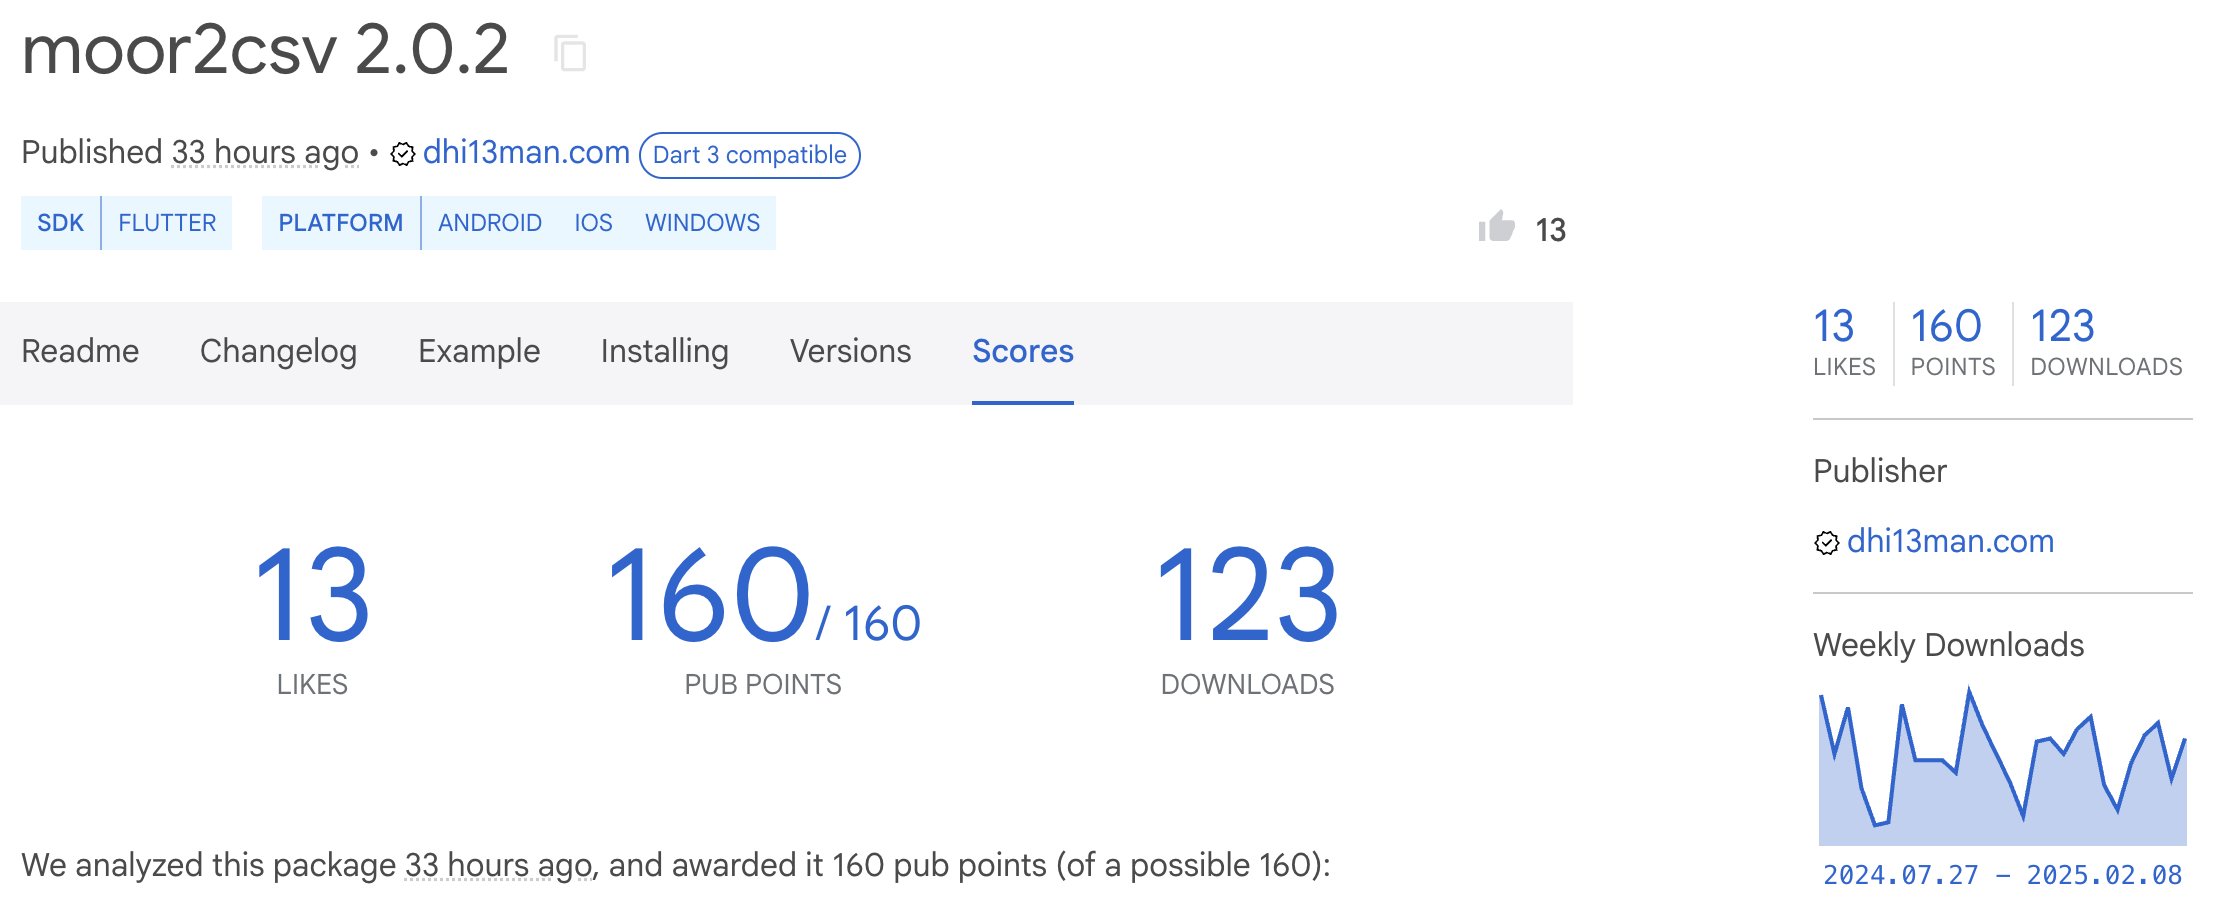 moor2csv 2.0.2
Published 33 hours ago • dhi13man.com Dart 3 compatible
SDK FLUTTER PLATFORM ANDROID IOS WINDOWS
13
Readme Changelog Example Installing Versions Scores
13 LIKES
160/ 160 PUB POINTS
123 DOWNLOADS
We analyzed this package 33 hours ago, and awarded it 160 pub points (of a possible 160):
13 160 123
LIKES POINTS DOWNLOADS
Publisher
dhi13man.com
Weekly Downloads
2024.07.27 – 2025.02.08